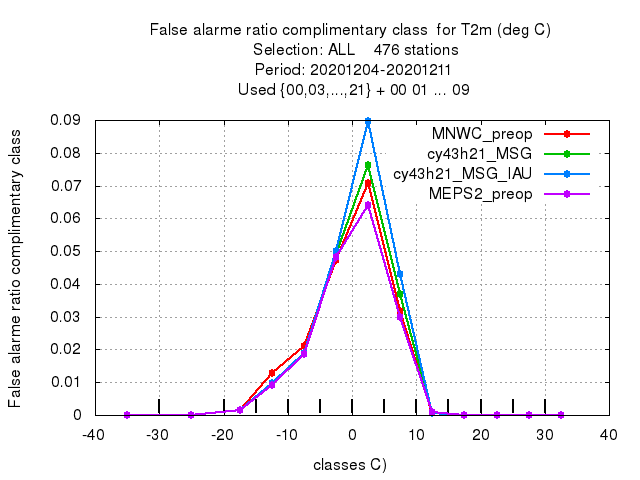 False alarme ratio complimentary class for T2m (deg C)
Selection: ALL 476 stations
Period: 20201204-20201211
Used {00,03,...,21} + 00 01 ... 09
False alarme ratio complimentary class
0.09
0.08
0.07
0.06
0.05
0.04
0.03
0.02
0.01
0
MNWC_preop
cy43h21_MSG
cy43h21_MSG_IAU
MEPS2_preop
-40 -30 -20 -10 0 10 20 30 40
classes C)